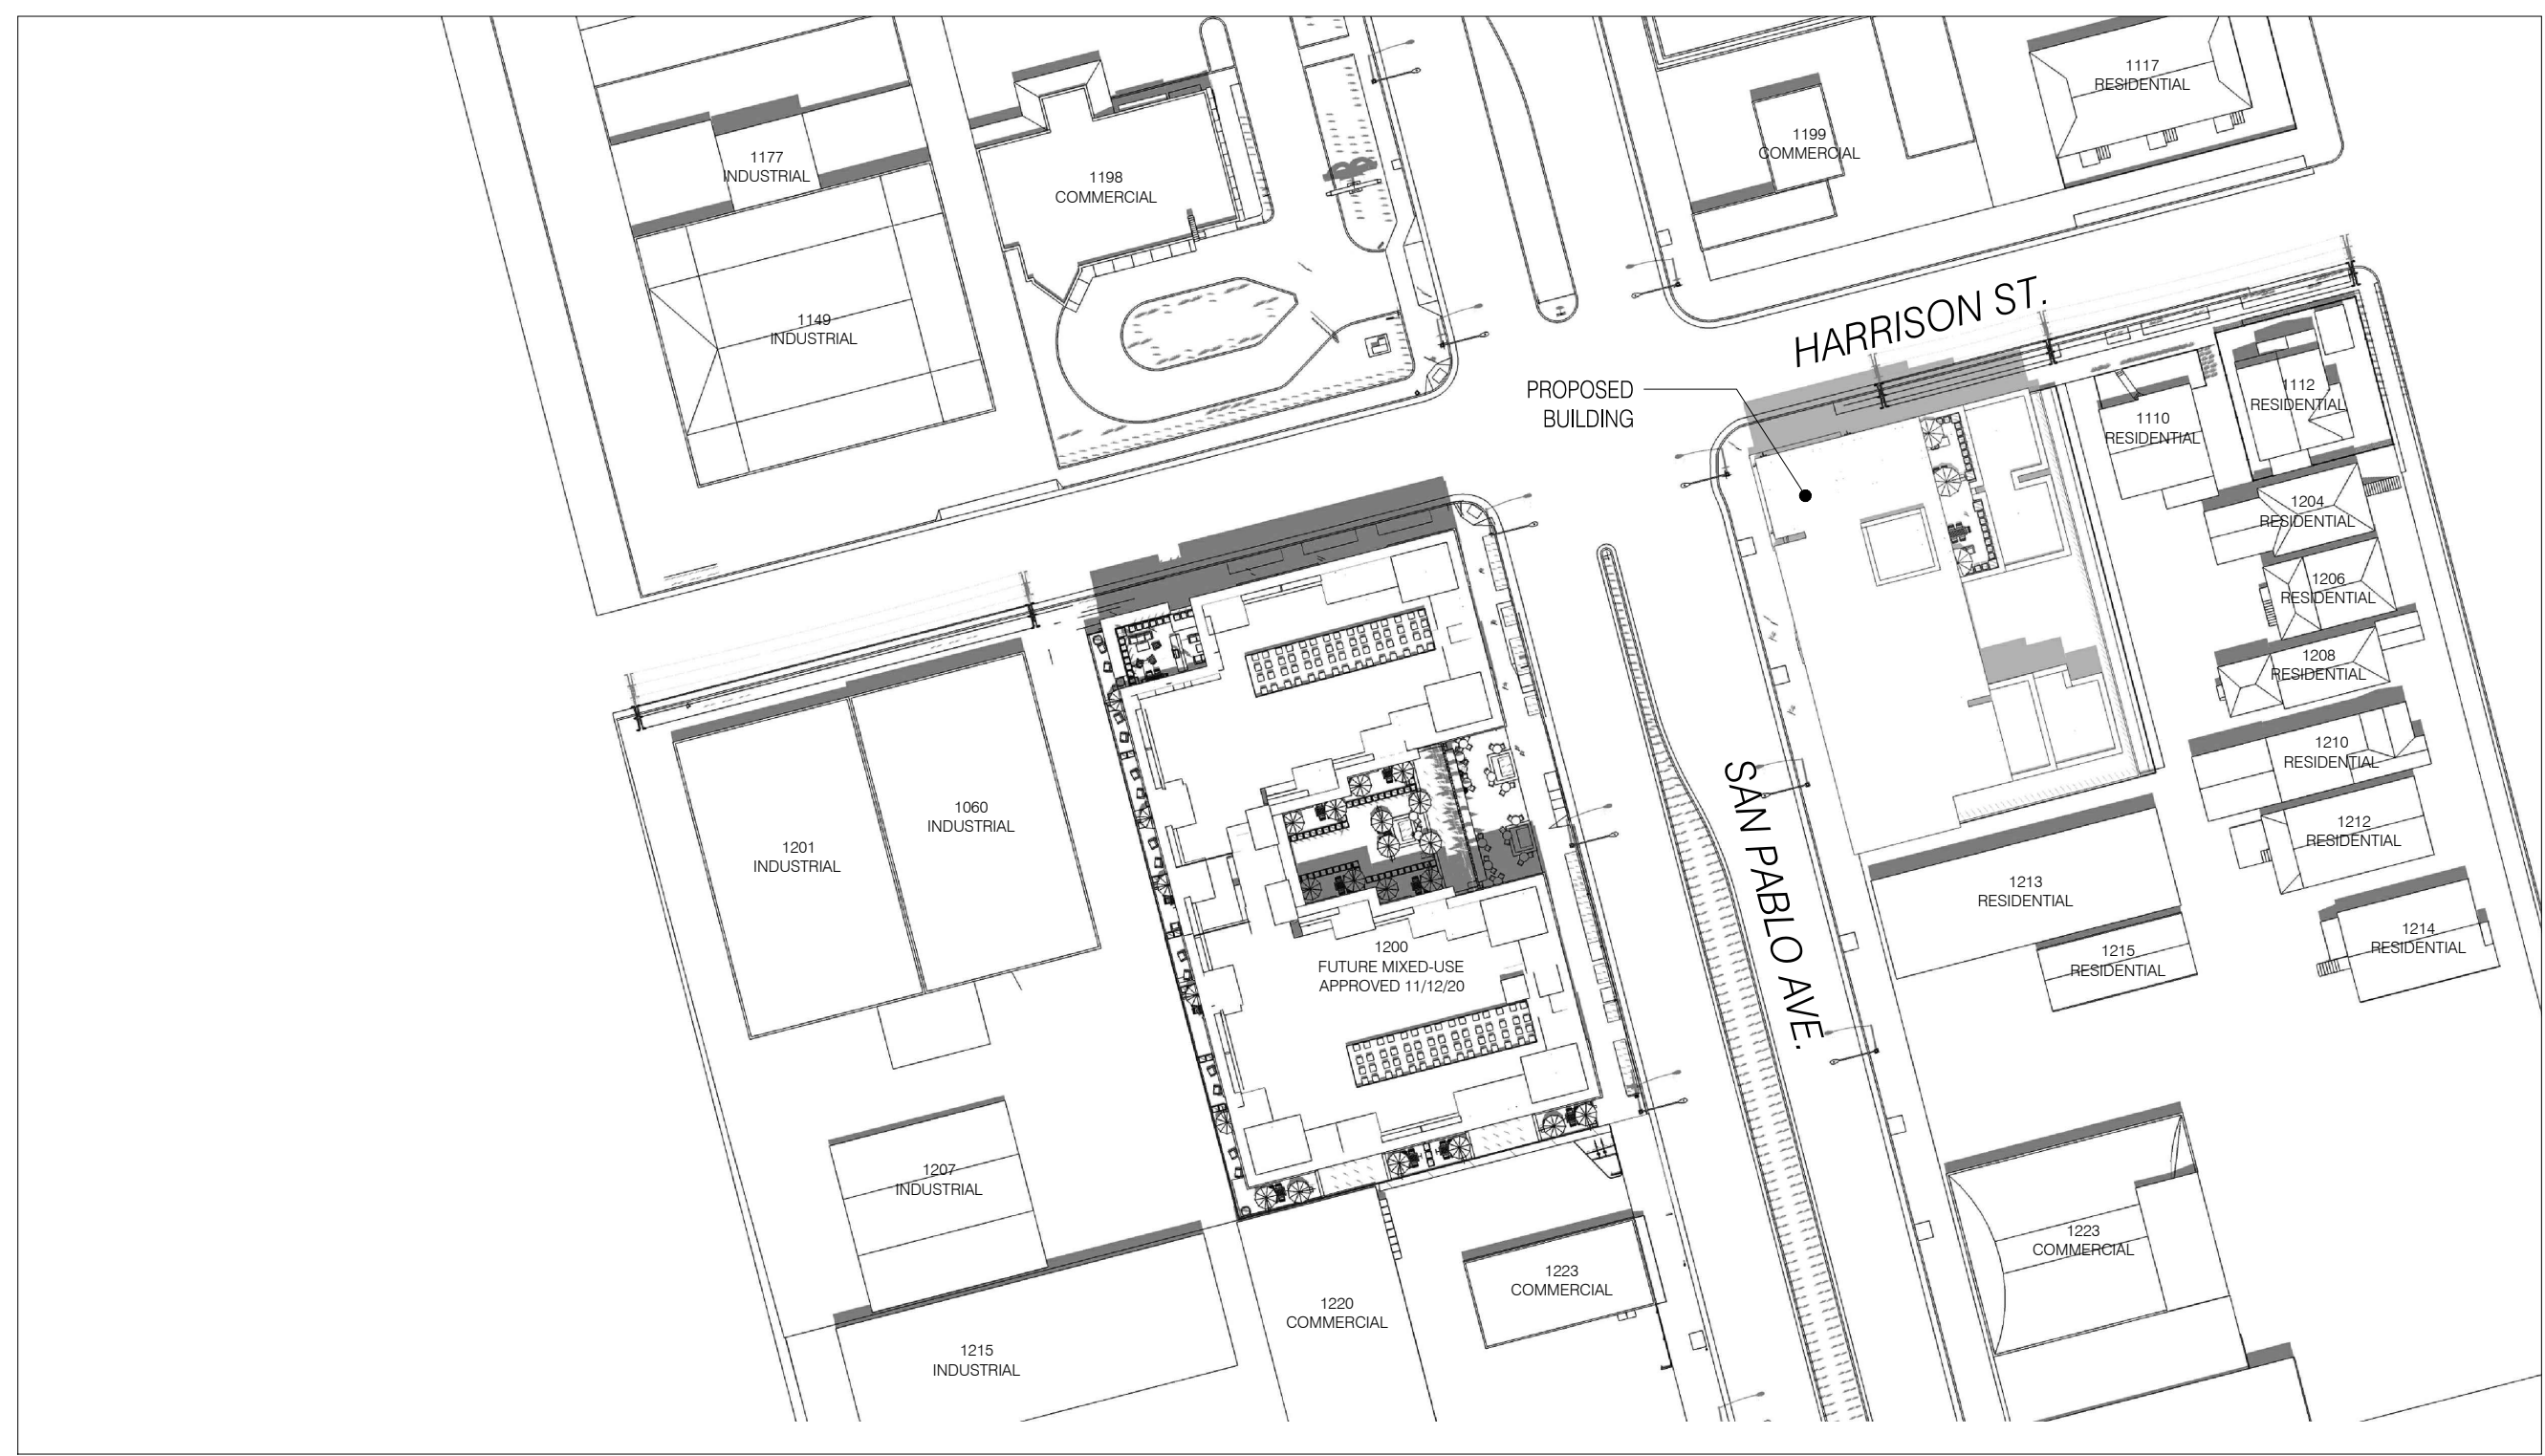 1117
RESIDENTIAL
1199
COMMERCIAL
1177
INDUSTRIAL
1198
COMMERCIAL
1149
INDUSTRIAL
HARRISON ST.
PROPOSED
BUILDING
1112
RESIDENTIAL
1110
RESIDENTIAL
1204
RESIDENTIAL
1206
RESIDENTIAL
1208
RESIDENTIAL
1210
RESIDENTIAL
1212
RESIDENTIAL
SAN PABLO AVE.
1060
INDUSTRIAL
1201
INDUSTRIAL
1213
RESIDENTIAL
1214
RESIDENTIAL
1215
RESIDENTIAL
1200
FUTURE MIXED-USE
APPROVED 11/12/20
1207
INDUSTRIAL
1223
COMMERCIAL
1223
COMMERCIAL
1220
COMMERCIAL
1215
INDUSTRIAL